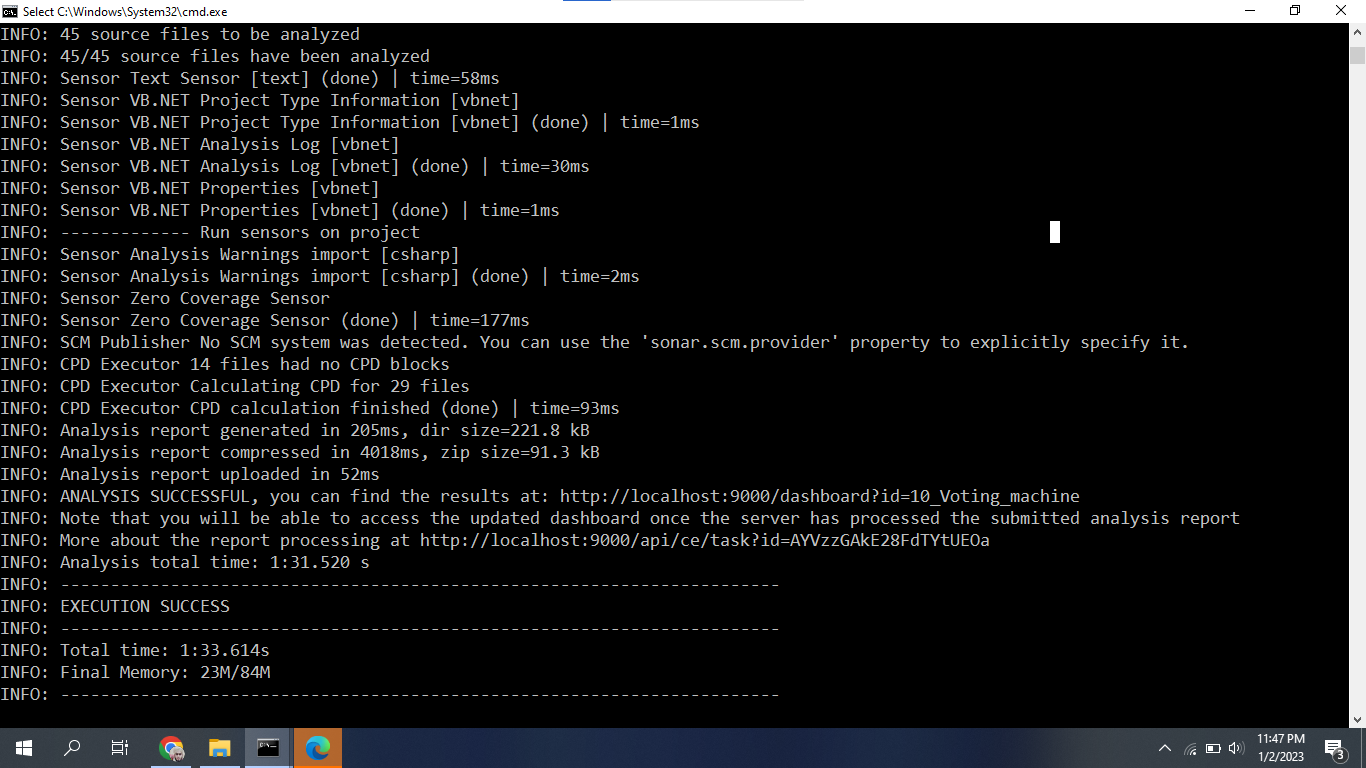 Select C:\Windows\System32\cmd.exe
INFO: 45 source files to be analyzed
INFO: 45/45 source files have been analyzed
INFO: Sensor Text Sensor [text] (done) | time=58ms
INFO: Sensor VB.NET Project Type Information [vbnet]
INFO: Sensor VB.NET Project Type Information [vbnet] (done) | time=1ms
INFO: Sensor VB.NET Analysis Log [vbnet]
INFO: Sensor VB.NET Analysis Log [vbnet] (done) | time=30ms
INFO: Sensor VB.NET Properties [vbnet]
INFO: Sensor VB.NET Properties [vbnet] (done) | time=1ms
INFO: ------------- Run sensors on project
INFO: Sensor Analysis Warnings import [csharp]
INFO: Sensor Analysis Warnings import [csharp] (done) | time=2ms
INFO: Sensor Zero Coverage Sensor
INFO: Sensor Zero Coverage Sensor (done) | time=177ms
INFO: SCM Publisher No SCM system was detected. You can use the 'sonar.scm.provider' property to explicitly specify it.
INFO: CPD Executor 14 files had no CPD blocks
INFO: CPD Executor Calculating CPD for 29 files
INFO: CPD Executor CPD calculation finished (done) | time=93ms
INFO: Analysis report generated in 205ms, dir size=221.8 kB
INFO: Analysis report compressed in 4018ms, zip size=91.3 kB
INFO: Analysis report uploaded in 52ms
INFO: ANALYSIS SUCCESSFUL, you can find the results at: http://localhost:9000/dashboard?id=10_Voting_machine
INFO: Note that you will be able to access the updated dashboard once the server has processed the submitted analysis report
INFO: More about the report processing at http://localhost:9000/api/ce/task?id=AYVzzGAkE28FdTYtUEOa
INFO: Analysis total time: 1:31.520 s
INFO: ------------------------------------------------------------------------
INFO: EXECUTION SUCCESS
INFO: ------------------------------------------------------------------------
INFO: Total time: 1:33.614s
INFO: Final Memory: 23M/84M
INFO: ------------------------------------------------------------------------
11:47 PM
1/2/2023
3